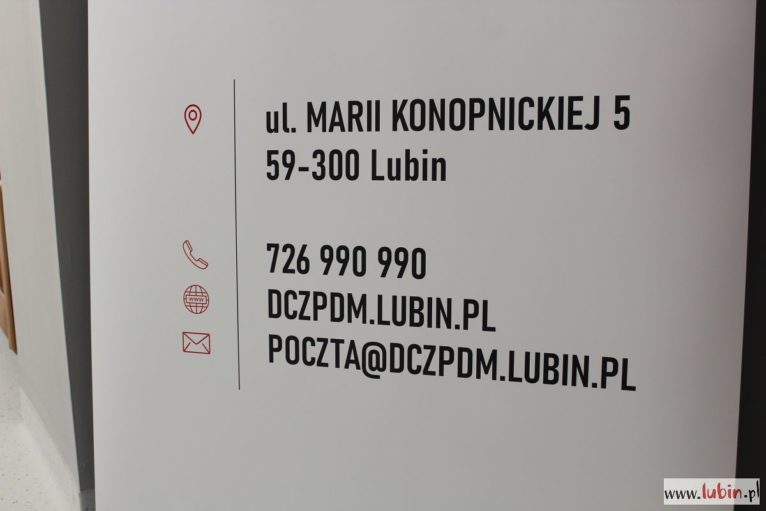 ul. MARII KONOPNICKIEJ 5
59-300 Lubin
726 990 990
www
DCZPDM.LUBIN.PL
POCZTA@DCZPDM.LUBIN.PL
www.lubin.pl